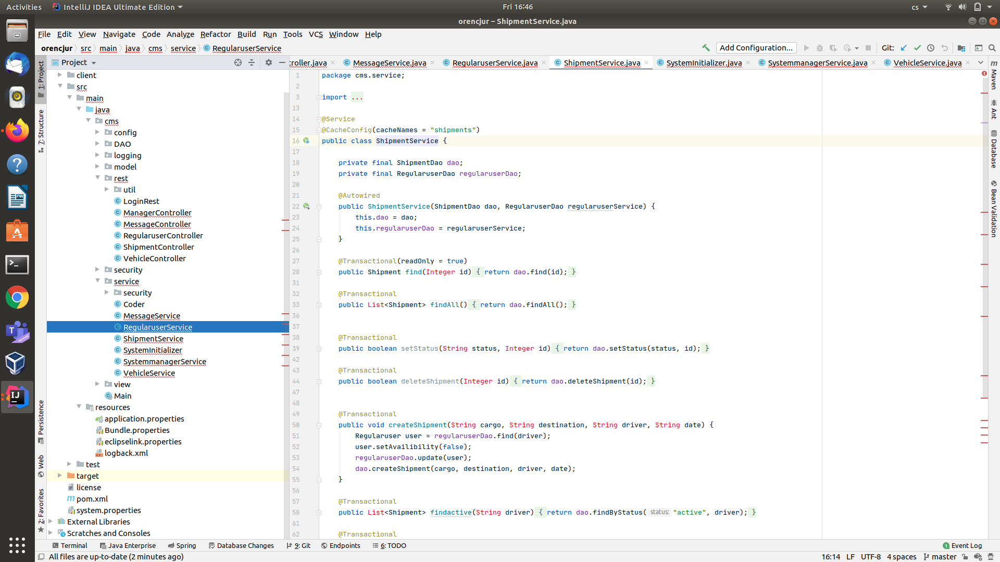 Activities IntelliJ IDEA Ultimate Edition Fri 16:46 cs
orencjur – ShipmentService.java
File Edit View Navigate Code Analyze Refactor Build Run Tools VCS Window Help
orencjur src main java cms service RegularuserService Add Configuration... Git:
Project
troller.java MessageService.java RegularuserService.java ShipmentService.java SystemInitializer.java SystemmanagerService.java VehicleService.java
1: Project
7: Structure
Persistence
Web
2: Favorites
client
src
main
java
cms
config
DAO
logging
model
rest
util
LoginRest
ManagerController
MessageController
RegularuserController
ShipmentController
VehicleController
security
service
security
Coder
MessageService
RegularuserService
ShipmentService
SystemInitializer
SystemmanagerService
VehicleService
view
Main
resources
application.properties
Bundle.properties
eclipselink.properties
logback.xml
test
target
license
pom.xml
system.properties
External Libraries
Scratches and Consoles
1 package cms.service;
2
3 import ...
13
14 @Service
15 @CacheConfig(cacheNames = "shipments")
16 public class ShipmentService {
17
18 private final ShipmentDao dao;
19 private final RegularuserDao regularuserDao;
20
21 @Autowired
22 public ShipmentService(ShipmentDao dao, RegularuserDao regularuserService) {
23 this.dao = dao;
24 this.regularuserDao = regularuserService;
25 }
26
27 @Transactional(readOnly = true)
28 public Shipment find(Integer id) { return dao.find(id); }
31
32 @Transactional
33 public List<Shipment> findAll() { return dao.findAll(); }
36
37
38 @Transactional
39 public boolean setStatus(String status, Integer id) { return dao.setStatus(status, id); }
42
43 @Transactional
44 public boolean deleteShipment(Integer id) { return dao.deleteShipment(id); }
47
48
49 @Transactional
50 public void createShipment(String cargo, String destination, String driver, String date) {
51 Regularuser user = regularuserDao.find(driver);
52 user.setAvailibility(false);
53 regularuserDao.update(user);
54 dao.createShipment(cargo, destination, driver, date);
55 }
56
57 @Transactional
58 public List<Shipment> findactive(String driver) { return dao.findByStatus( status: "active", driver); }
61
62 @Transactional
Maven
Ant
Database
Bean Validation
Terminal Java Enterprise Spring Database Changes 9: Git Endpoints 6: TODO 1 Event Log
All files are up-to-date (2 minutes ago) 16:14 LF UTF-8 4 spaces master